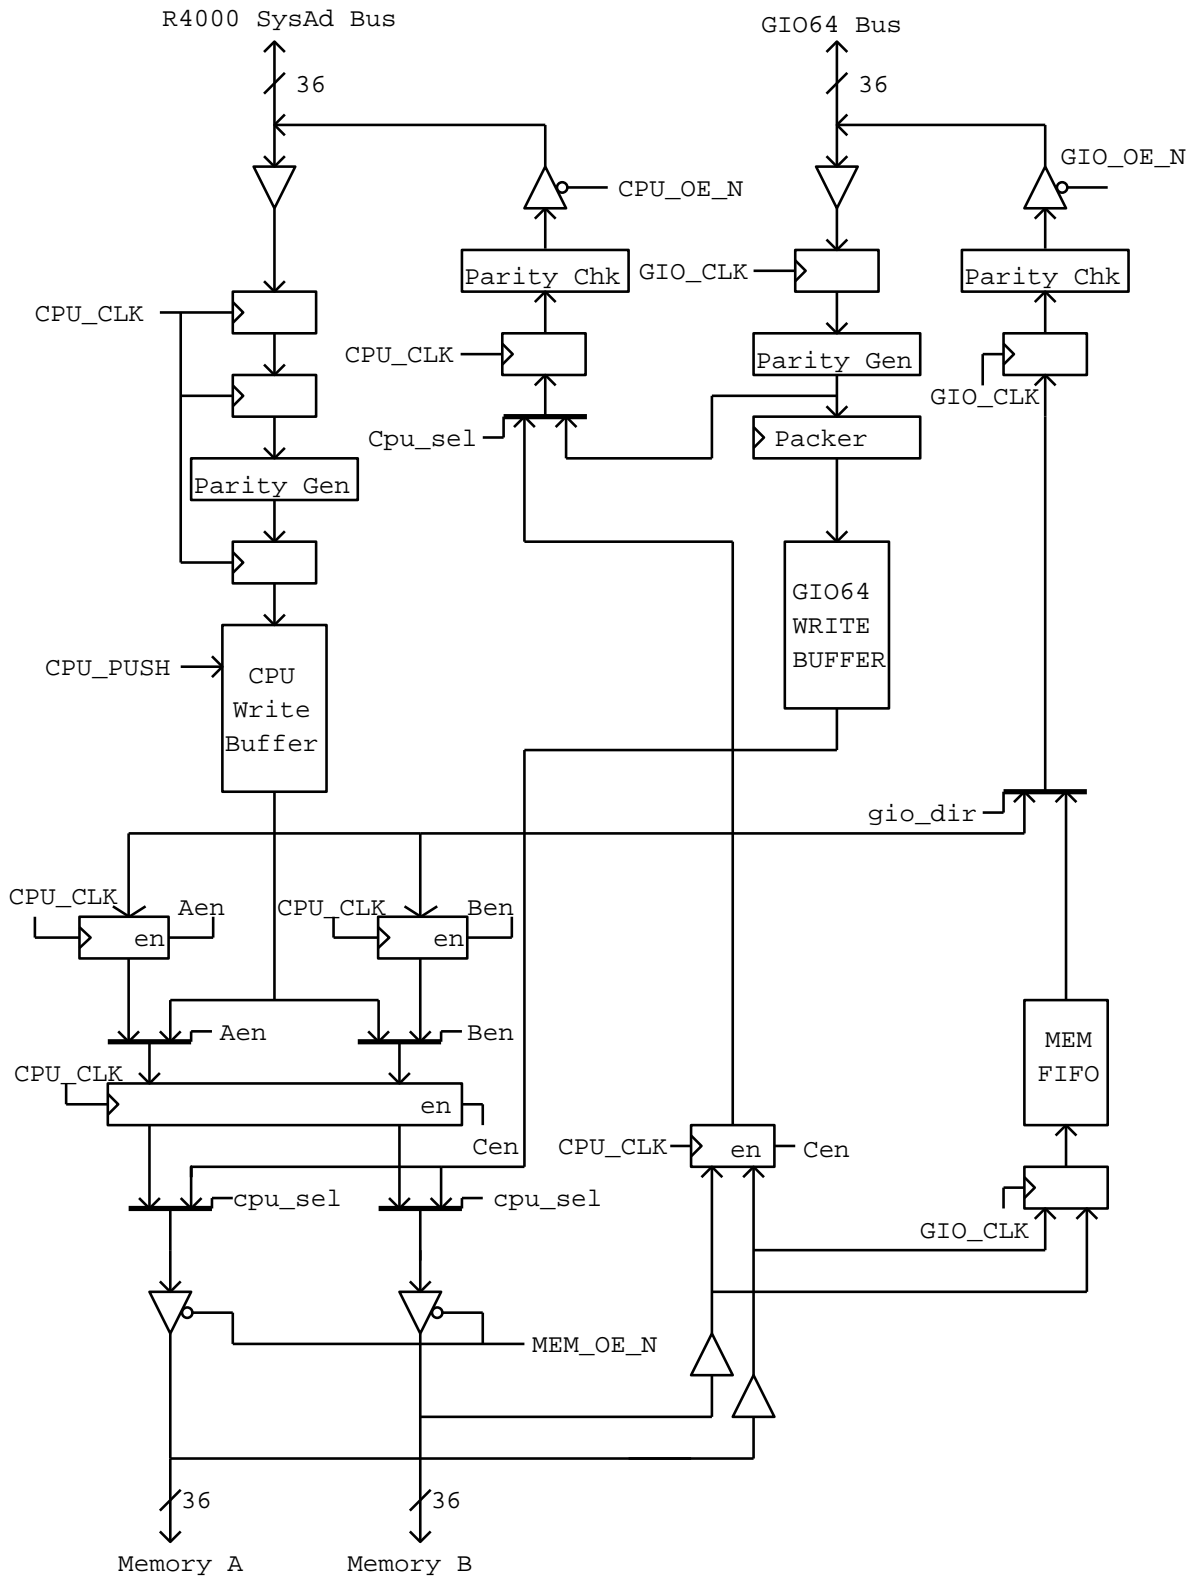 R4000 SysAd Bus
GIO64 Bus
36
36
GIO_OE_N
CPU_OE_N
Parity Chk
GIO_CLK
Parity Chk
CPU_CLK
CPU_CLK
Parity Gen
GIO_CLK
Cpu_sel
Packer
Parity Gen
GIO64
WRITE
BUFFER
CPU_PUSH
CPU
Write
Buffer
gio_dir
CPU_CLK
Aen
CPU_CLK
Ben
en
en
Aen
Ben
MEM
FIFO
CPU_CLK
en
Cen
CPU_CLK
en
Cen
cpu_sel
cpu_sel
GIO_CLK
MEM_OE_N
36
36
Memory A
Memory B